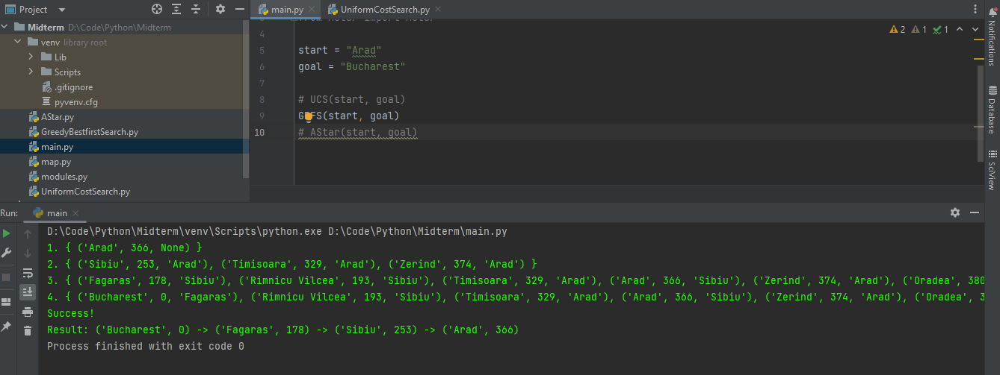 Project
main.py
UniformCostSearch.py
Midterm D:\Code\Python\Midterm
venv library root
Lib
Scripts
.gitignore
pyvenv.cfg
AStar.py
GreedyBestfirstSearch.py
main.py
map.py
modules.py
UniformCostSearch.py
4
5 start = "Arad"
6 goal = "Bucharest"
7
8 # UCS(start, goal)
9 (start, goal)
10 # AStar(start, goal)
2 1 1
Notifications
Database
SciView
Run: main
D:\Code\Python\Midterm\venv\Scripts\python.exe D:\Code\Python\Midterm\main.py
1. { ('Arad', 366, None) }
2. { ('Sibiu', 253, 'Arad'), ('Timisoara', 329, 'Arad'), ('Zerind', 374, 'Arad') }
3. { ('Fagaras', 178, 'Sibiu'), ('Rimnicu Vilcea', 193, 'Sibiu'), ('Timisoara', 329, 'Arad'), ('Arad', 366, 'Sibiu'), ('Zerind', 374, 'Arad'), ('Oradea', 380
4. { ('Bucharest', 0, 'Fagaras'), ('Rimnicu Vilcea', 193, 'Sibiu'), ('Timisoara', 329, 'Arad'), ('Arad', 366, 'Sibiu'), ('Zerind', 374, 'Arad'), ('Oradea', 3
Success!
Result: ('Bucharest', 0) -> ('Fagaras', 178) -> ('Sibiu', 253) -> ('Arad', 366)
Process finished with exit code 0